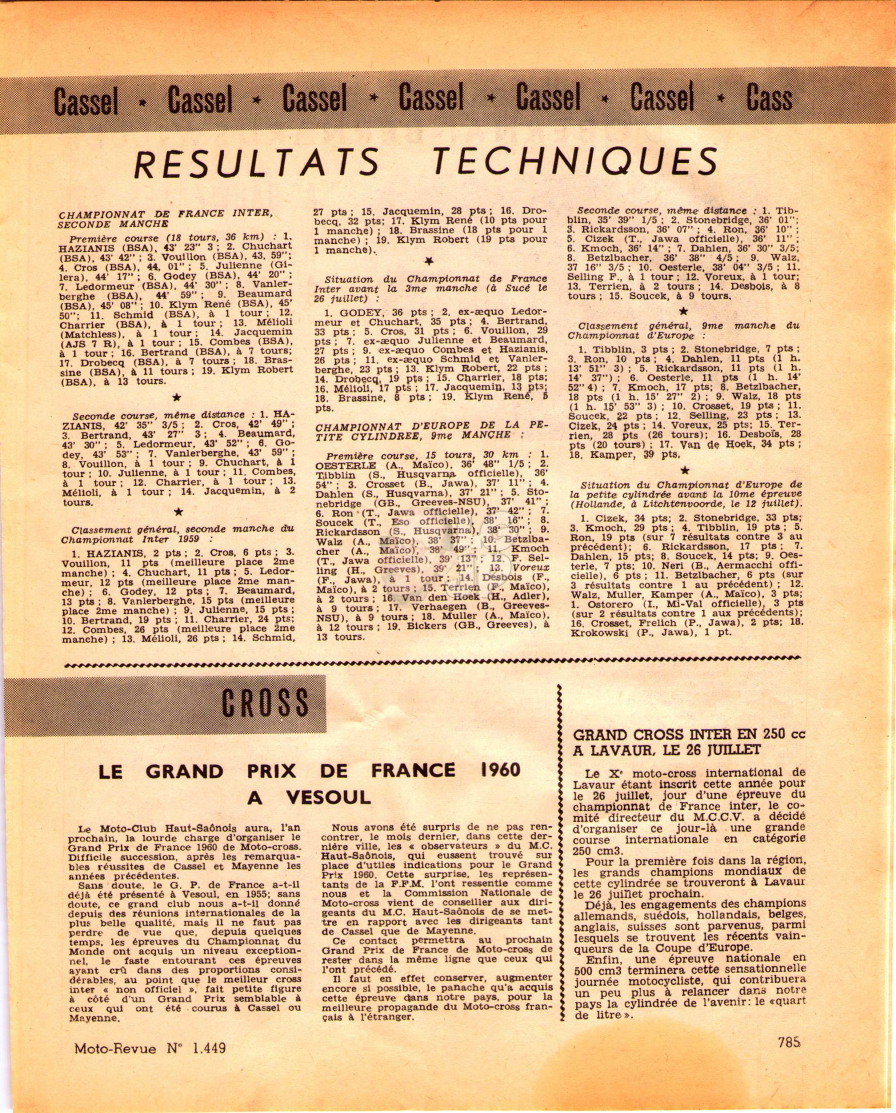 Cassel * Cassel * Cassel * Cassel * Cassel * Cassel * Cass
RESULTATS TECHNIQUES
CHAMPIONNAT DE FRANCE INTER,
SECONDE MANCHE
Première course (18 tours, 36 km) : 1.
HAZIANIS (BSA), 43' 23" 3 ; 2. Chuchart
(BSA), 43' 42" ; 3. Vouillon (BSA), 43, 59" ;
4. Cros (BSA), 44, 01" ; 5. Julienne (Gi-
lera), 44' 17" ; 6. Godey (BSA), 44' 20" ;
7. Ledormeur (BSA), 44' 30" ; 8. Vanler-
berghe (BSA), 44' 59" ; 9. Beaumard
(BSA), 45' 08" ; 10. Klym René (BSA), 45'
50" ; 11. Schmid (BSA), à 1 tour ; 12.
Charrier (BSA), à 1 tour ; 13. Mélioli
(Matchless), à 1 tour ; 14. Jacquemin
(AJS 7 R), à 1 tour ; 15. Combes (BSA),
à 1 tour ; 16. Bertrand (BSA), à 7 tours;
17. Drobecq (BSA), à 7 tours ; 18. Bras-
sine (BSA), à 11 tours ; 19. Klym Robert
(BSA), à 13 tours.
★
Seconde course, même distance : 1. HA-
ZIANIS, 42' 35" 3/5 ; 2. Cros, 42' 49" ;
3. Bertrand, 43' 27" 3 ; 4. Beaumard,
43' 30" ; 5. Ledormeur, 43' 52" ; 6. Go-
dey, 43' 53" ; 7. Vanlerberghe, 43' 59" ;
8. Vouillon, à 1 tour ; 9. Chuchart, à 1
tour ; 10. Julienne, à 1 tour ; 11. Combes,
à 1 tour ; 12. Charrier, à 1 tour ; 13.
Mélioli, à 1 tour ; 14. Jacquemin, à 2
tours.
★
Classement général, seconde manche du
Championnat Inter 1959 :
1. HAZIANIS, 2 pts ; 2. Cros, 6 pts ; 3.
Vouillon, 11 pts (meilleure place 2me
manche) ; 4. Chuchart, 11 pts ; 5. Ledor-
meur, 12 pts (meilleure place 2me man-
che) ; 6. Godey, 12 pts ; 7. Beaumard,
13 pts ; 8. Vanlerberghe, 15 pts (meilleure
place 2me manche) ; 9. Julienne, 15 pts ;
10. Bertrand, 19 pts ; 11. Charrier, 24 pts;
12. Combes, 26 pts (meilleure place 2me
manche) ; 13. Mélioli, 26 pts ; 14. Schmid,
27 pts ; 15. Jacquemin, 28 pts ; 16. Dro-
becq, 32 pts; 17. Klym René (10 pts pour
1 manche) ; 18. Brassine (18 pts pour 1
manche) ; 19. Klym Robert (19 pts pour
1 manche).
★
Situation du Championnat de France
Inter avant la 3me manche (à Sucé le
26 juillet) :
1. GODEY, 36 pts ; 2. ex-æquo Ledor-
meur et Chuchart, 35 pts ; 4. Bertrand,
33 pts ; 5. Cros, 31 pts ; 6. Vouillon, 29
pts ; 7. ex-æquo Julienne et Beaumard,
27 pts ; 9. ex-æquo Combes et Hazianis,
26 pts ; 11. ex-æquo Schmid et Vanler-
berghe, 23 pts ; 13. Klym Robert, 22 pts ;
14. Drobecq, 19 pts ; 15. Charrier, 18 pts;
16. Mélioli, 17 pts ; 17. Jacquemin, 13 pts;
18. Brassine, 8 pts ; 19. Klym René, 5
pts.
CHAMPIONNAT D'EUROPE DE LA PE-
TITE CYLINDREE, 9me MANCHE :
Première course, 15 tours, 30 km : 1.
OESTERLE (A., Maïco), 36' 48" 1/5 ; 2.
Tibblin (S., Husqvarna officielle), 36'
54" ; 3. Crosset (B., Jawa), 37' 11" ; 4.
Dahlen (S., Husqvarna), 37' 21" ; 5. Sto-
nebridge (GB., Greeves-NSU), 37' 41" ;
6. Ron (T., Jawa officielle), 37' 42" ; 7.
Soucek (T., Eso officielle), 38' 16" ; 8.
Rickardsson (S., Husqvarna), 38' 30" ; 9.
Walz (A., Maïco), 38' 37" ; 10. Betzlba-
cher (A., Maïco), 38' 49" ; 11. Kmoch
(T., Jawa officielle), 39' 13" ; 12. F. Sel-
ling (H., Greeves), 39' 21" ; 13. Voreux
(F., Jawa), à 1 tour ; 14. Desbois (F.,
Maïco), à 2 tours ; 15. Terrien (F., Maïco),
à 2 tours ; 16. Van den Hoek (H., Adler),
à 9 tours ; 17. Verhaegen (B., Greeves-
NSU), à 9 tours ; 18. Muller (A., Maïco),
à 12 tours ; 19. Bickers (GB., Greeves), à
13 tours.
Seconde course, même distance : 1. Tib-
blin, 35' 39" 1/5 ; 2. Stonebridge, 36' 01" ;
3. Rickardsson, 36' 07" ; 4. Ron, 36' 10" ;
5. Cizek (T., Jawa officielle), 36' 11" ;
6. Kmoch, 36' 14" ; 7. Dahlen, 36' 30" 3/5;
8. Betzlbacher, 36' 38" 4/5 ; 9. Walz,
37' 16" 3/5 ; 10. Oesterle, 38' 04" 3/5 ; 11.
Selling F., à 1 tour ; 12. Voreux, à 1 tour;
13. Terrien, à 2 tours ; 14. Desbois, à 8
tours ; 15. Soucek, à 9 tours.
★
Classement général, 9me manche du
Championnat d'Europe :
1. Tibblin, 3 pts ; 2. Stonebridge, 7 pts ;
3. Ron, 10 pts ; 4. Dahlen, 11 pts (1 h.
13' 51" 3) ; 5. Rickardsson, 11 pts (1 h.
14' 37") ; 6. Oesterle, 11 pts (1 h. 14'
52" 4) ; 7. Kmoch, 17 pts; 8. Betzlbacher,
18 pts (1 h. 15' 27" 2) ; 9. Walz, 18 pts
(1 h. 15' 53" 3) ; 10. Crosset, 19 pts ; 11.
Soucek, 22 pts ; 12. Selling, 23 pts ; 13.
Cizek, 24 pts ; 14. Voreux, 25 pts; 15. Ter-
rien, 28 pts (26 tours); 16. Desbois, 28
pts (20 tours) ; 17. Van de Hoek, 34 pts ;
18. Kamper, 39 pts.
★
Situation du Championnat d'Europe de
la petite cylindrée avant la 10me épreuve
(Hollande, à Lichtenvoorde, le 12 juillet).
1. Cizek, 34 pts ; 2. Stonebridge, 33 pts;
3. Kmoch, 29 pts ; 4. Tibblin, 19 pts ; 5.
Ron, 19 pts (sur 7 résultats contre 3 au
précédent) ; 6. Rickardsson, 17 pts ; 7.
Dahlen, 15 pts; 8. Soucek, 14 pts; 9. Oes-
terle, 7 pts; 10. Neri (B., Aermacchi offi-
cielle), 6 pts ; 11. Betzlbacher, 6 pts (sur
3 résultats contre 1 au précédent) ; 12.
Walz, Muller, Kamper (A., Maïco), 3 pts;
1. Ostorero (I., Mi-Val officielle), 3 pts
(sur 2 résultats contre 1 aux précédents);
16. Crosset, Frelich (P., Jawa), 2 pts; 18.
Krokowski (P., Jawa), 1 pt.
CROSS
LE GRAND PRIX DE FRANCE 1960
A VESOUL
Le Moto-Club Haut-Saônois aura, l'an
prochain, la lourde charge d'organiser le
Grand Prix de France 1960 de Moto-cross.
Difficile succession, après les remarqua-
bles réussites de Cassel et Mayenne les
années précédentes.
Sans doute, le G. P. de France a-t-il
déjà été présenté à Vesoul, en 1955; sans
doute, ce grand club nous a-t-il donné
depuis des réunions internationales de la
plus belle qualité, mais il ne faut pas
perdre de vue que, depuis quelques
temps, les épreuves du Championnat du
Monde ont acquis un niveau exception-
nel, le faste entourant ces épreuves
ayant crû dans des proportions consi-
dérables, au point que le meilleur cross
inter « non officiel », fait petite figure
à côté d'un Grand Prix semblable à
ceux qui ont été courus à Cassel ou
Mayenne.
Nous avons été surpris de ne pas ren-
contrer, le mois dernier, dans cette der-
nière ville, les « observateurs » du M.C.
Haut-Saônois, qui eussent trouvé sur
place d'utiles indications pour le Grand
Prix 1960. Cette surprise, les représen-
tants de la F.F.M. l'ont ressentie comme
nous et la Commission Nationale de
Moto-cross vient de conseiller aux diri-
geants du M.C. Haut-Saônois de se met-
tre en rapport avec les dirigeants tant
de Cassel que de Mayenne.
Ce contact permettra au prochain
Grand Prix de France de Moto-cross de
rester dans la même ligne que ceux qui
l'ont précédé.
Il faut en effet conserver, augmenter
encore si possible, le panache qu'a acquis
cette épreuve dans notre pays, pour la
meilleure propagande du Moto-cross fran-
çais à l'étranger.
GRAND CROSS INTER EN 250 cc
A LAVAUR, LE 26 JUILLET
Le Xe moto-cross international de
Lavaur étant inscrit cette année pour
le 26 juillet, jour d'une épreuve du
championnat de France inter, le co-
mité directeur du M.C.C.V. a décidé
d'organiser ce jour-là une grande
course internationale en catégorie
250 cm3.
Pour la première fois dans la région,
les grands champions mondiaux de
cette cylindrée se trouveront à Lavaur
le 26 juillet prochain.
Déjà, les engagements des champions
allemands, suédois, hollandais, belges,
anglais, suisses sont parvenus, parmi
lesquels se trouvent les récents vain-
queurs de la Coupe d'Europe.
Enfin, une épreuve nationale en
500 cm3 terminera cette sensationnelle
journée motocycliste, qui contribuera
un peu plus à relancer dans notre
pays la cylindrée de l'avenir: le «quart
de litre».
Moto-Revue N° 1.449
785